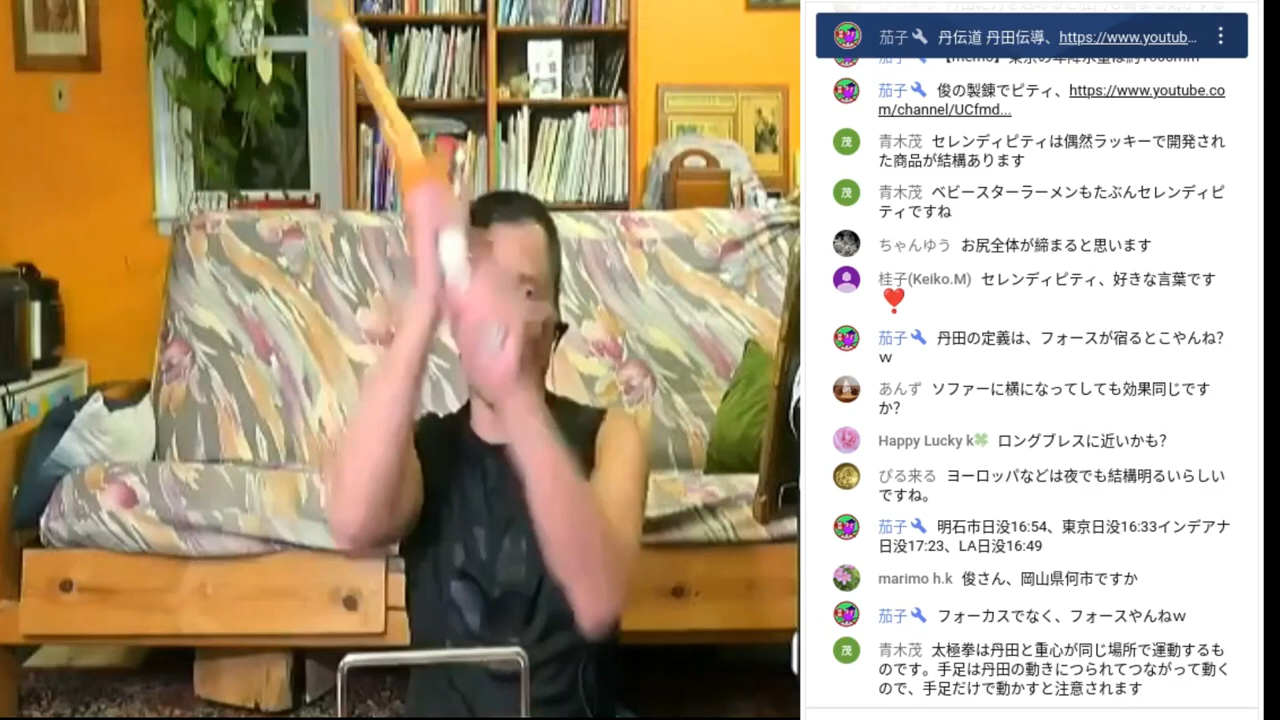 茄子 丹伝道 丹田伝導、https://www.youtub...
茄子 俊の製錬でピティ、https://www.youtube.co
m/channel/UCfmd...
茂 青木茂 セレンディピティは偶然ラッキーで開発され
た商品が結構あります
茂 青木茂 ベビースターラーメンもたぶんセレンディピ
ティですね
ちゃんゆう お尻全体が締まると思います
桂子(Keiko.M) セレンディピティ、好きな言葉です
❣️
茄子 丹田の定義は、フォースが宿るとこやんね？
ｗ
あんず ソファーに横になってしても効果同じです
か？
Happy Lucky k🍀 ロングブレスに近いかも？
ぴる来る ヨーロッパなどは夜でも結構明るいらしい
ですね。
茄子 明石市日没16:54、東京日没16:33インデアナ
日没17:23、LA日没16:49
marimo h.k 俊さん、岡山県何市ですか
茄子 フォーカスでなく、フォースやんねｗ
茂 青木茂 太極拳は丹田と重心が同じ場所で運動するも
のです。手足は丹田の動きにつられてつながって動く
ので、手足だけで動かすと注意されます